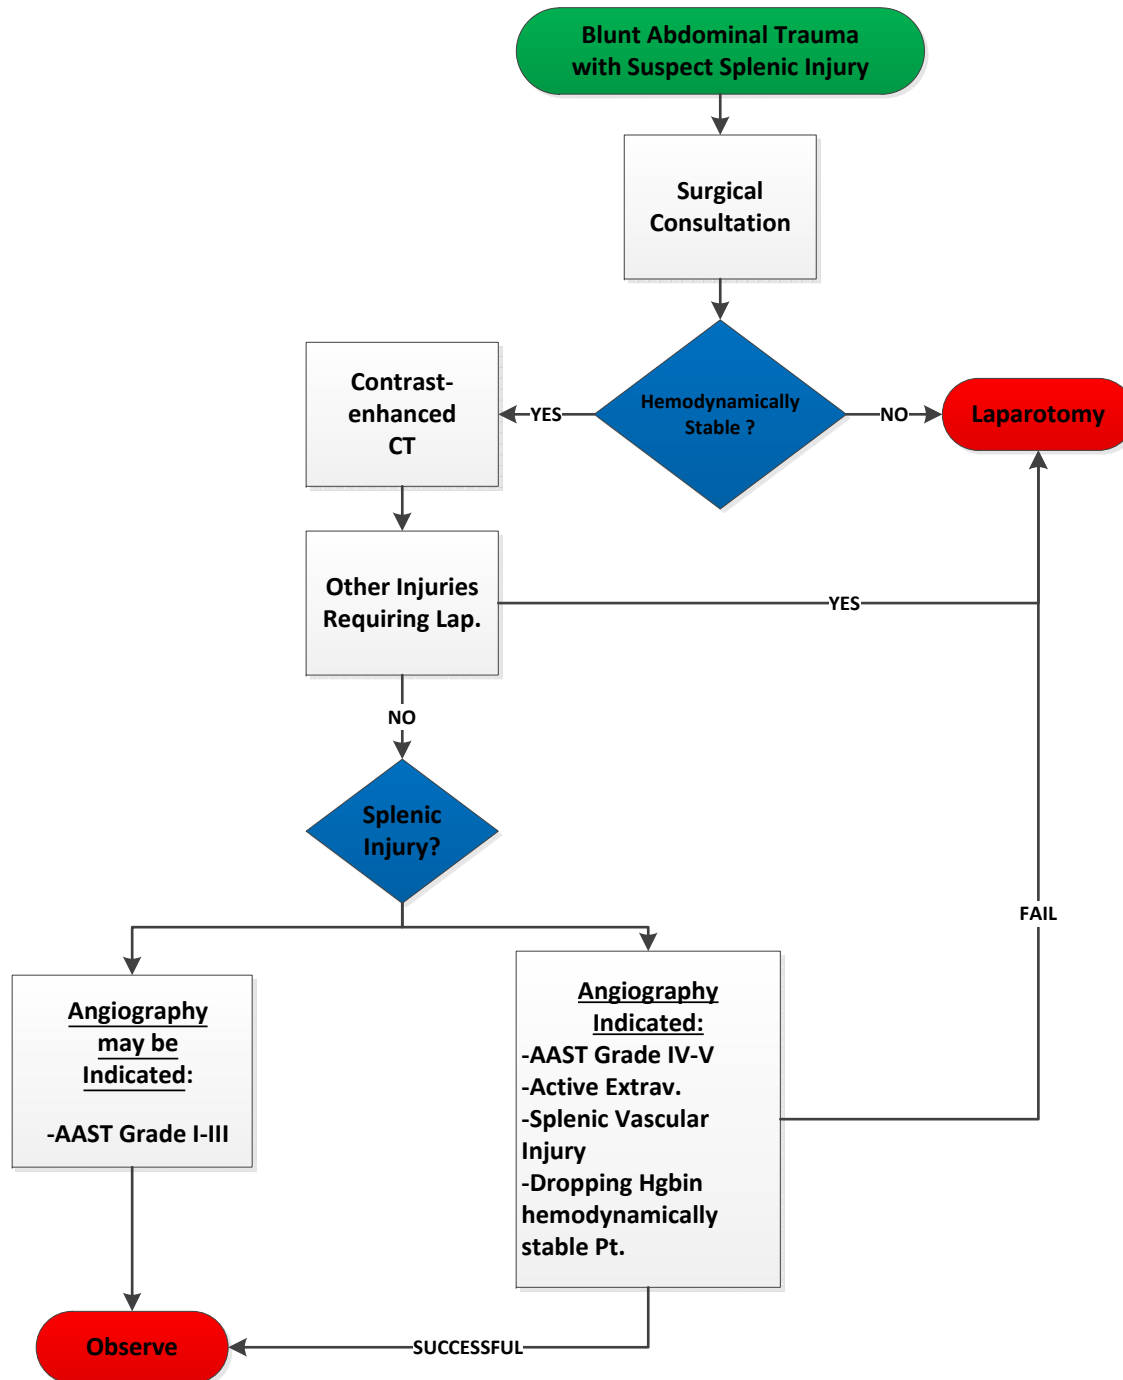 Blunt Abdominal Trauma
with Suspect Splenic Injury
Surgical
Consultation
Hemodynamically
Stable ?
YES
NO
Contrast-
enhanced
CT
Laparotomy
Other Injuries
Requiring Lap.
YES
NO
Splenic
Injury?
FAIL
Angiography
may be
Indicated:
-AAST Grade I-III
Angiography
Indicated:
-AAST Grade IV-V
-Active Extrav.
-Splenic Vascular
Injury
-Dropping Hgbin
hemodynamically
stable Pt.
Observe
SUCCESSFUL